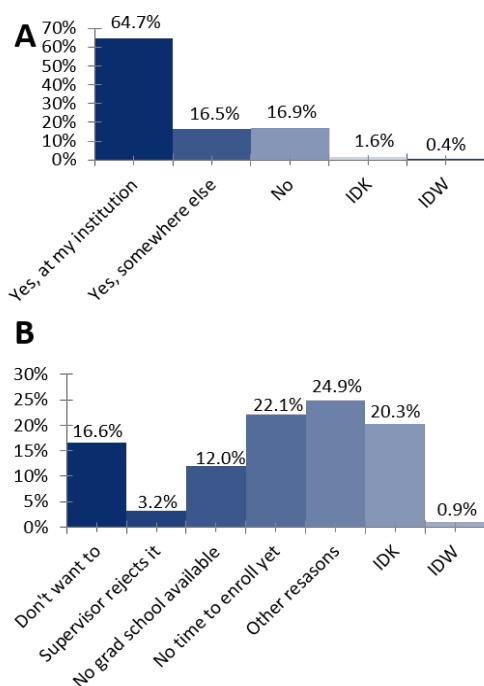 A
70%
60%
50%
40%
30%
20%
10%
0%
64.7%
16.5%
16.9%
1.6%
0.4%
Yes, at my institution
Yes, somewhere else
No
IDK
IDW
B
30%
25%
20%
15%
10%
5%
0%
16.6%
3.2%
12.0%
22.1%
24.9%
20.3%
0.9%
Don't want to
Supervisor rejects it
No grad school available
No time to enroll yet
Other resasons
IDK
IDW